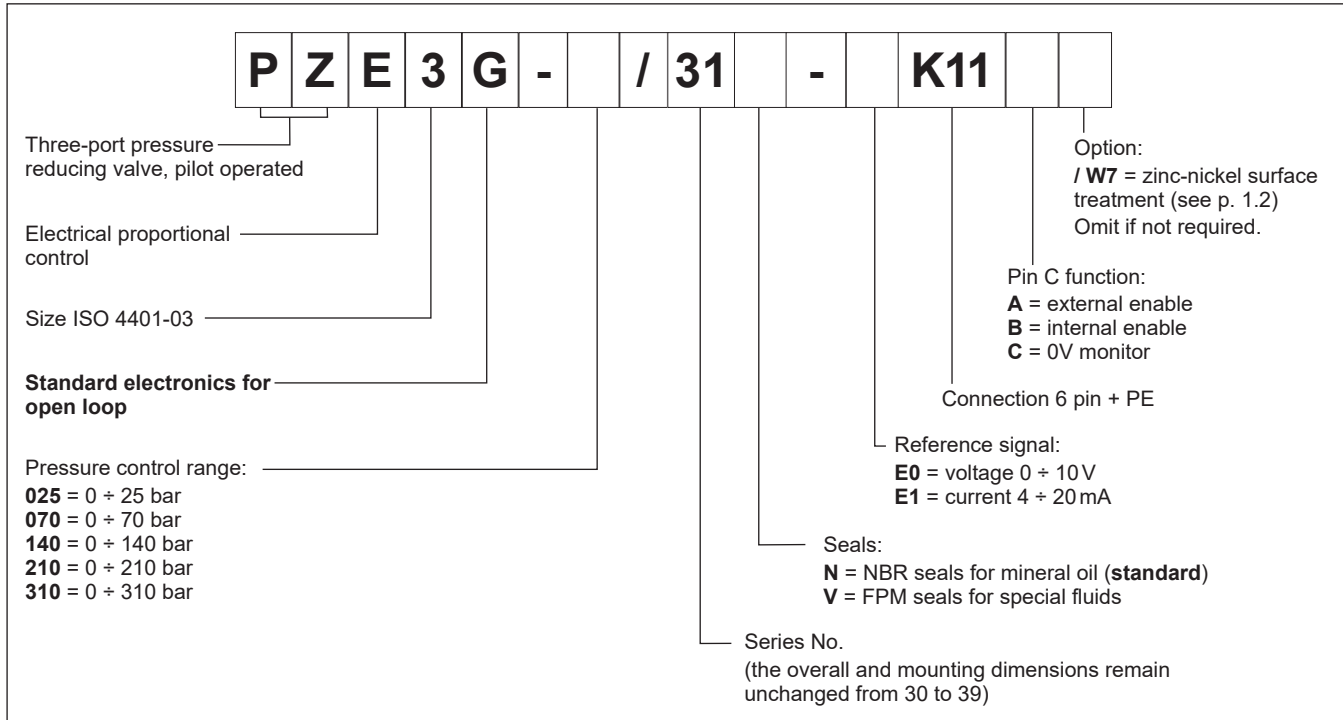 P Z E 3 G - / 31 - K11
Three-port pressure
reducing valve, pilot operated
Electrical proportional
control
Size ISO 4401-03
Standard electronics for
open loop
Pressure control range:
025 = 0 ÷ 25 bar
070 = 0 ÷ 70 bar
140 = 0 ÷ 140 bar
210 = 0 ÷ 210 bar
310 = 0 ÷ 310 bar
Option:
/ W7 = zinc-nickel surface
treatment (see p. 1.2)
Omit if not required.
Pin C function:
A = external enable
B = internal enable
C = 0V monitor
Connection 6 pin + PE
Reference signal:
E0 = voltage 0 ÷ 10 V
E1 = current 4 ÷ 20 mA
Seals:
N = NBR seals for mineral oil (standard)
V = FPM seals for special fluids
Series No.
(the overall and mounting dimensions remain
unchanged from 30 to 39)